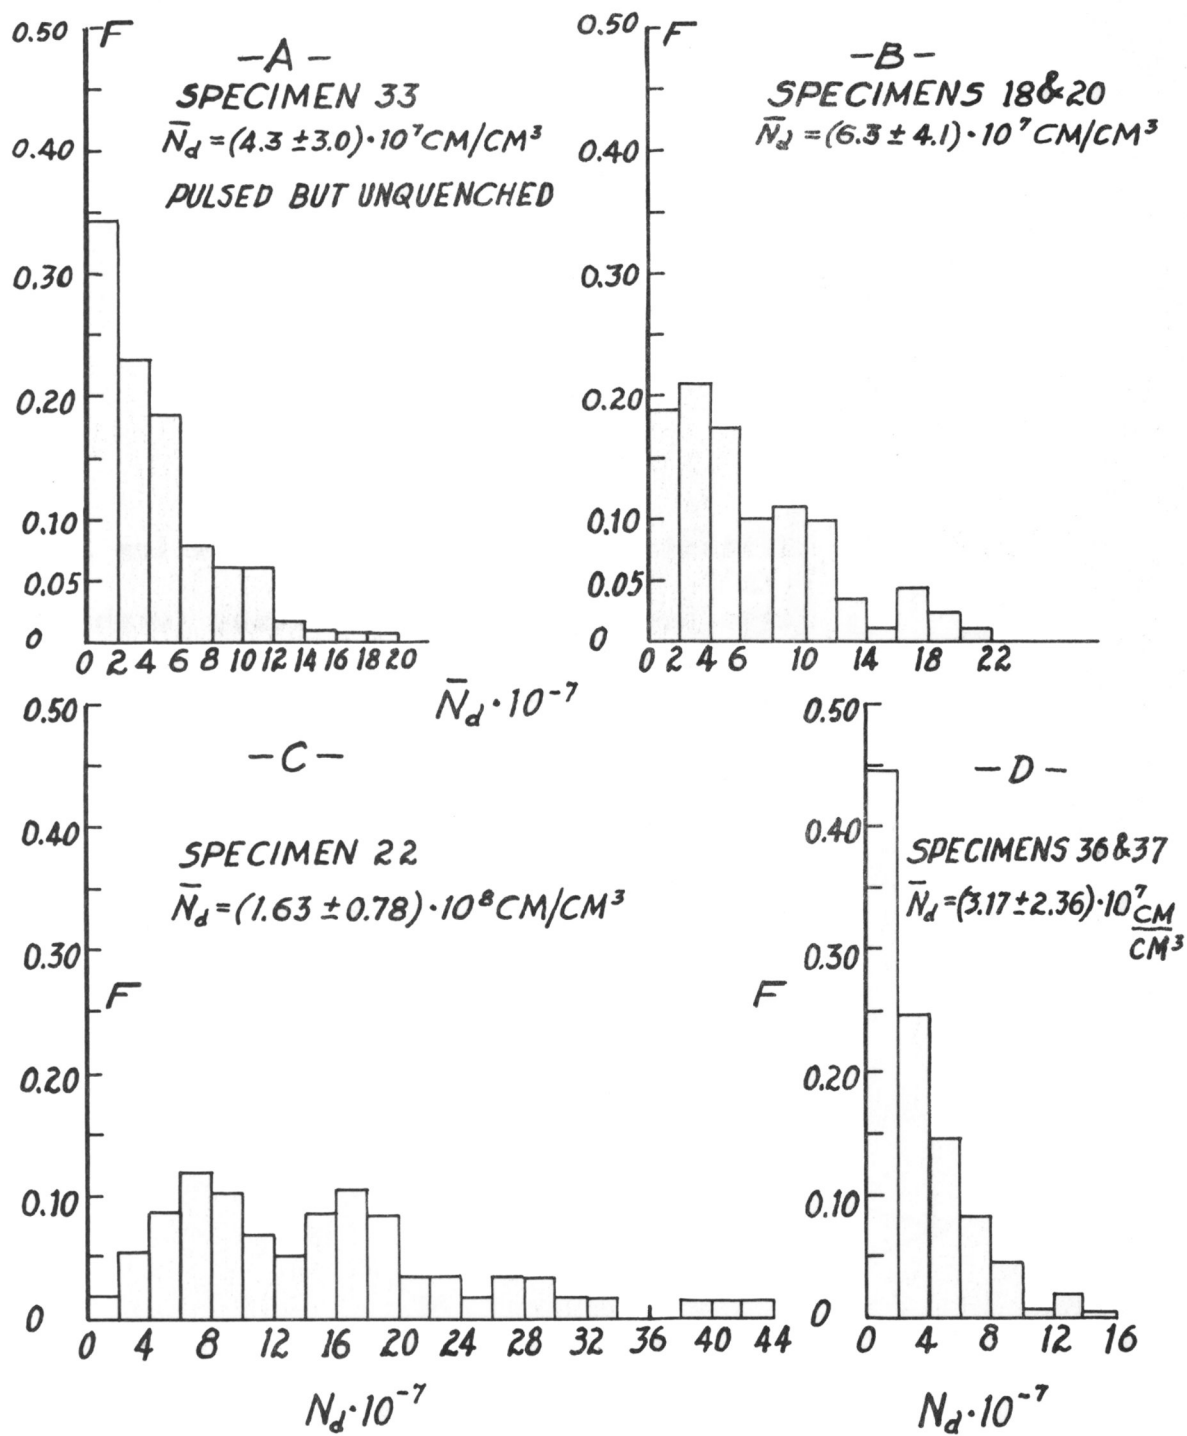 F
-A-
SPECIMEN 33
N̄d = (4.3 ± 3.0)·10⁷ CM/CM³
PULSED BUT UNQUENCHED
0.50
0.40
0.30
0.20
0.10
0.05
0
0 2 4 6 8 10 12 14 16 18 20
F
-B-
SPECIMENS 18&20
N̄d = (6.3 ± 4.1)·10⁷ CM/CM³
0.50
0.40
0.30
0.20
0.10
0.05
0
0 2 4 6 10 14 18 22
N̄d·10⁻⁷
-C-
SPECIMEN 22
N̄d = (1.63 ± 0.78)·10⁸ CM/CM³
F
0.50
0.40
0.30
0.20
0.10
0
0 4 8 12 16 20 24 28 32 36 40 44
Nd·10⁻⁷
-D-
SPECIMENS 36&37
N̄d = (3.17±2.36)·10⁷ CM
CM³
F
0.50
0.40
0.30
0.20
0.10
0
0 4 8 12 16
Nd·10⁻⁷